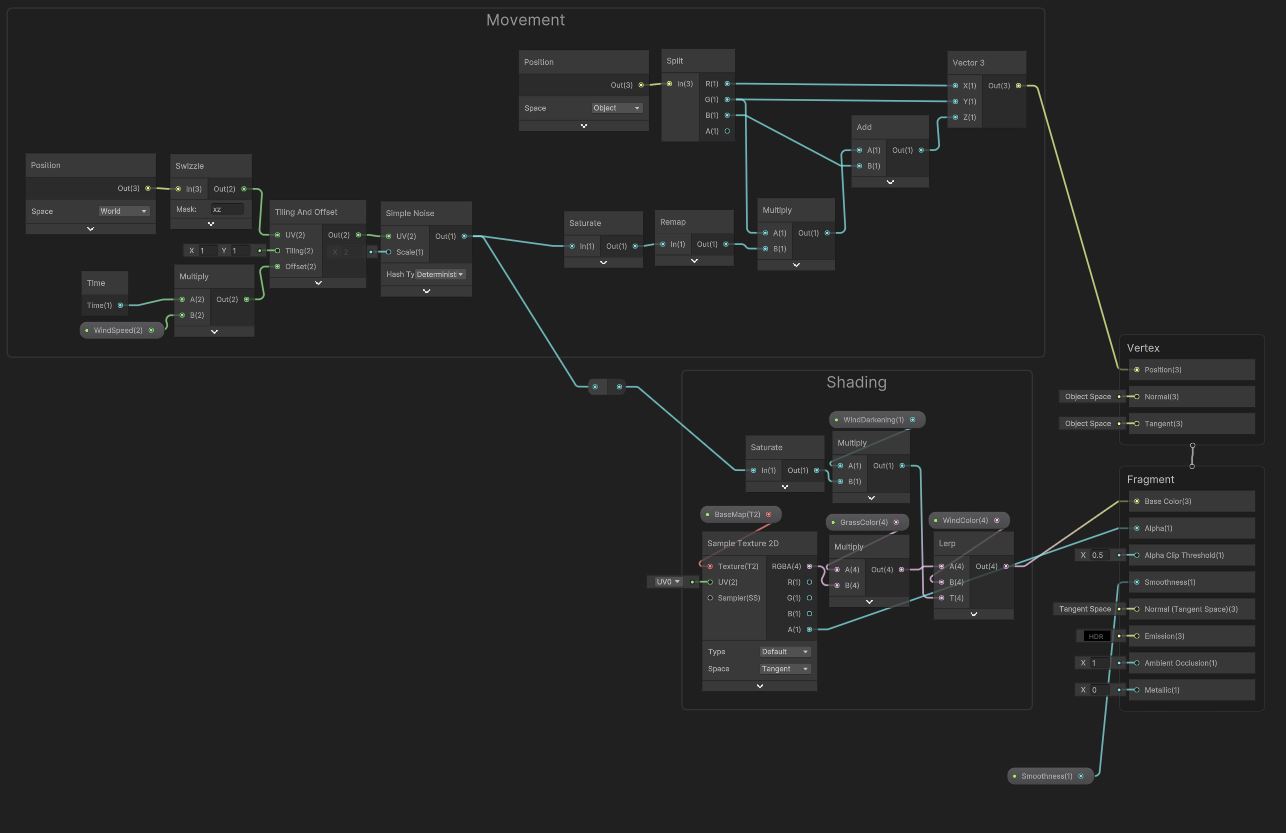 Movement
Position
Out(3)
Space
Object
Split
In(3)
R(1)
G(1)
B(1)
A(1)
Vector 3
X(1)
Y(1)
Z(1)
Out(3)
Add
A(1)
B(1)
Out(1)
Position
Out(3)
Space
World
Swizzle
In(3)
Out(2)
Mask:
xz
Tiling And Offset
UV(2)
Tiling(2)
Offset(2)
Out(2)
X 1 Y 1
Simple Noise
UV(2)
Scale(1)
Out(1)
X 2
Hash Ty
Determinist
Saturate
In(1)
Out(1)
Remap
In(1)
Out(1)
Multiply
A(1)
B(1)
Out(1)
Time
Time(1)
Multiply
A(2)
B(2)
Out(2)
WindSpeed(2)
Shading
WindDarkening(1)
Saturate
In(1)
Out(1)
Multiply
A(1)
B(1)
Out(1)
BaseMap(T2)
Sample Texture 2D
Texture(T2)
UV(2)
Sampler(SS)
RGBA(4)
R(1)
G(1)
B(1)
A(1)
UV0
Type
Default
Space
Tangent
GrassColor(4)
Multiply
A(4)
B(4)
Out(4)
WindColor(4)
Lerp
A(4)
B(4)
T(4)
Out(4)
Vertex
Position(3)
Object Space
Normal(3)
Object Space
Tangent(3)
Fragment
Base Color(3)
Alpha(1)
X 0.5
Alpha Clip Threshold(1)
Smoothness(1)
Tangent Space
Normal (Tangent Space)(3)
HDR
Emission(3)
X 1
Ambient Occlusion(1)
X 0
Metallic(1)
Smoothness(1)